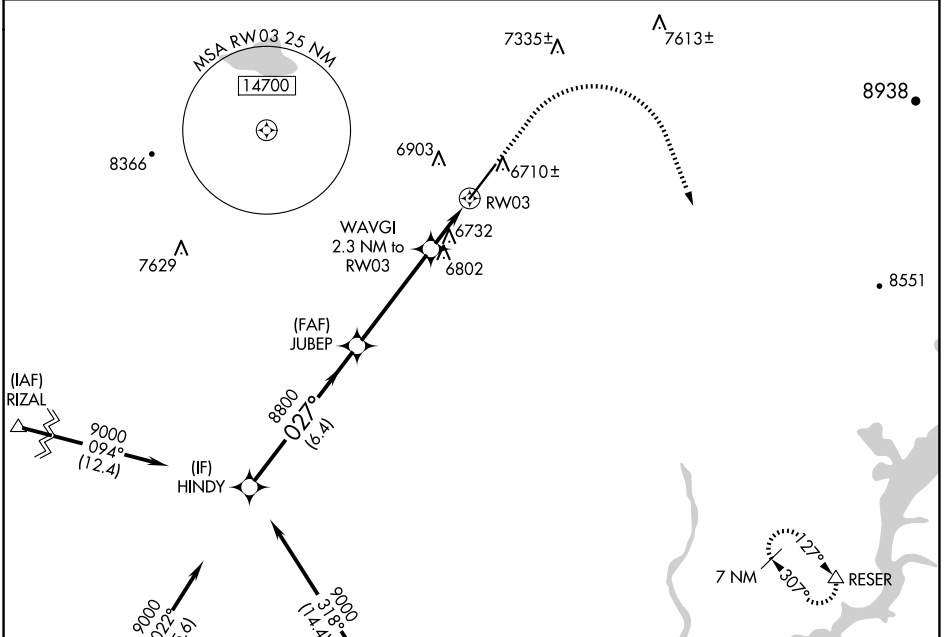 MSA RW03 25 NM
14700
7335±
7613±
8938
8366
6903
6710±
RW03
WAVGI
2.3 NM to
RW03
6732
6802
7629
8551
(FAF)
JUBEP
(IAF)
RIZAL
9000
094°
(12.4)
8800
027°
(6.4)
(IF)
HINDY
9000
022°
9000
318°
7 NM
127°
307°
RESER